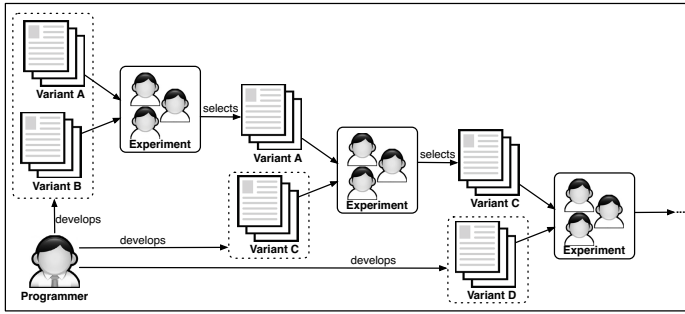 Variant A
Variant B
Experiment
selects
Variant A
Experiment
selects
Variant C
Experiment
Variant C
Variant D
develops
develops
develops
Programmer